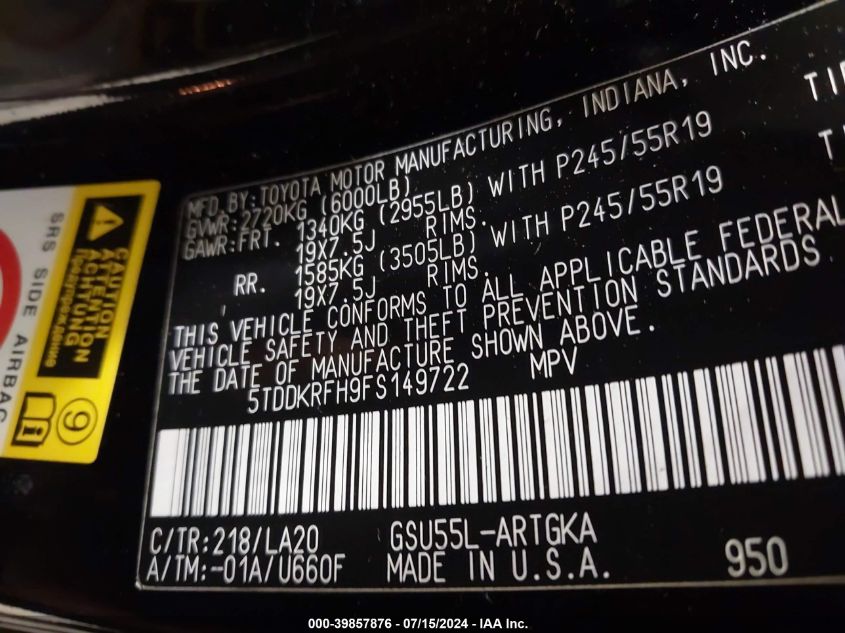 MFD BY: TOYOTA MOTOR MANUFACTURING, INDIANA, INC.
GVWR: 2720KG (6000LB)
GAWR: FRT. 1340KG (2955LB) WITH P245/55R19
19X7.5J RIMS.
RR. 1585KG (3505LB) WITH P245/55R19
19X7.5J RIMS.
THIS VEHICLE CONFORMS TO ALL APPLICABLE FEDERAL
VEHICLE SAFETY AND THEFT PREVENTION STANDARDS
THE DATE OF MANUFACTURE SHOWN ABOVE.
5TDDKRFH9FS149722 MPV
C/TR: 218/LA20 GSU55L-ARTGKA
A/TM: -01A/U660F MADE IN U.S.A. 950
SRS SIDE AIRBAG
CAUTION
ATTENTION
ACHTUNG
Предупреждение
9
000-39857876 - 07/15/2024 - IAA Inc.